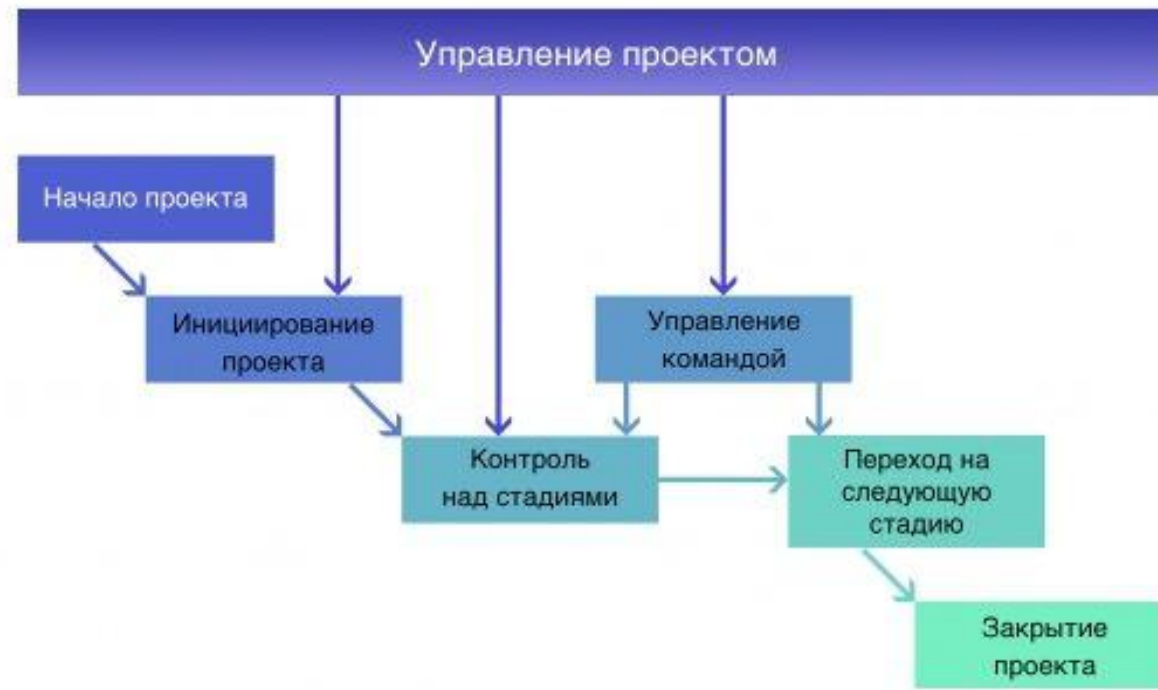 Управление проектом
Начало проекта
Инициирование
проекта
Управление
командой
Контроль
над стадиями
Переход на
следующую
стадию
Закрытие
проекта